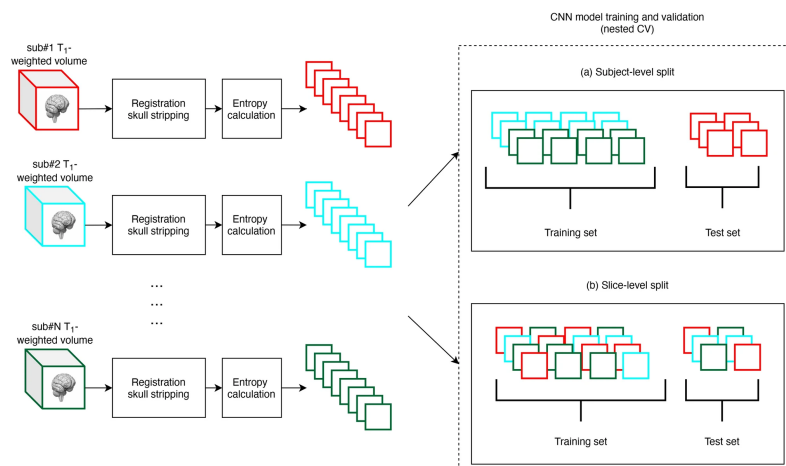 CNN model training and validation
(nested CV)
sub#1 T1-
weighted volume
Registration
skull stripping
Entropy
calculation
(a) Subject-level split
Training set
Test set
sub#2 T1-
weighted volume
Registration
skull stripping
Entropy
calculation
...
...
...
(b) Slice-level split
sub#N T1-
weighted volume
Registration
skull stripping
Entropy
calculation
Training set
Test set